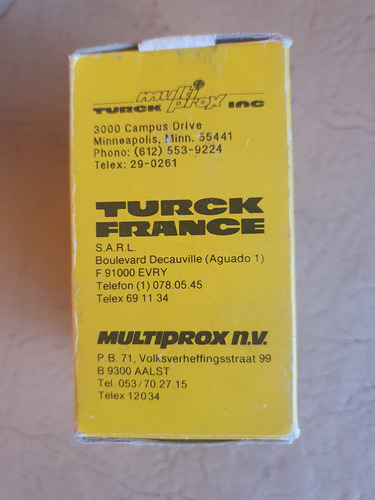 multi
TURCK prox inc
3000 Campus Drive
Minneapolis, Minn. 55441
Phono: (612) 553-9224
Telex: 29-0261
TURCK
FRANCE
S.A.R.L.
Boulevard Decauville (Aguado 1)
F 91000 EVRY
Telefon (1) 078.05.45
Telex 69 11 34
MULTIPROX n.v.
P.B. 71, Volksverheffingsstraat 99
B 9300 AALST
Tel. 053/70.27.15
Telex 12034